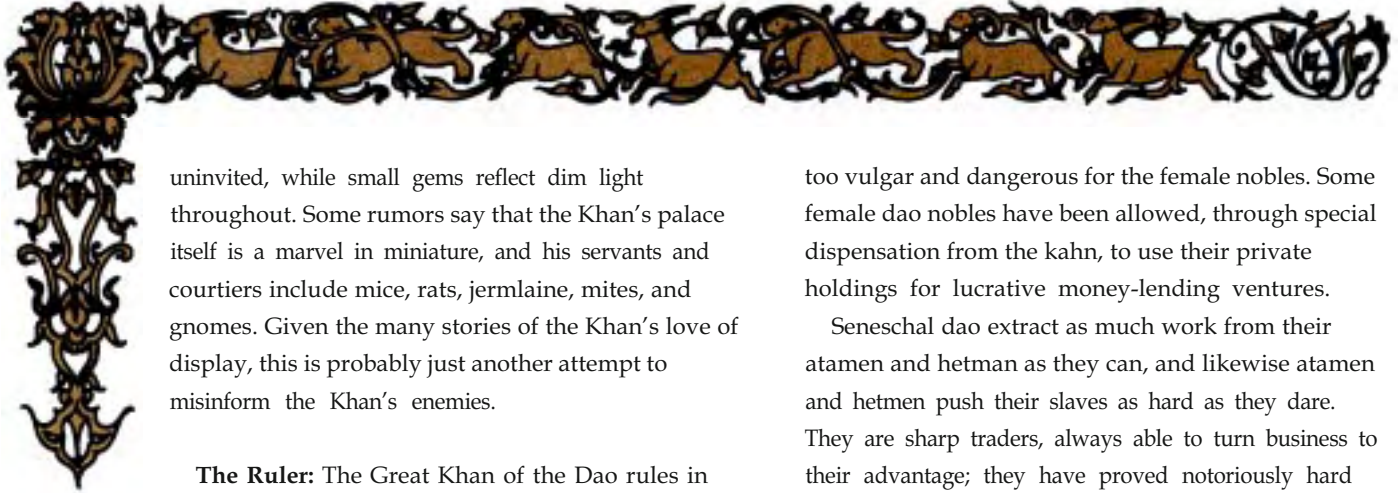 uninvited, while small gems reflect dim light
throughout. Some rumors say that the Khan's palace
itself is a marvel in miniature, and his servants and
courtiers include mice, rats, jermlaine, mites, and
gnomes. Given the many stories of the Khan's love of
display, this is probably just another attempt to
misinform the Khan's enemies.
The Ruler: The Great Khan of the Dao rules in
too vulgar and dangerous for the female nobles. Some
female dao nobles have been allowed, through special
dispensation from the kahn, to use their private
holdings for lucrative money-lending ventures.
Seneschal dao extract as much work from their
atamen and hetman as they can, and likewise atamen
and hetmen push their slaves as hard as they dare.
They are sharp traders, always able to turn business to
their advantage; they have proved notoriously hard